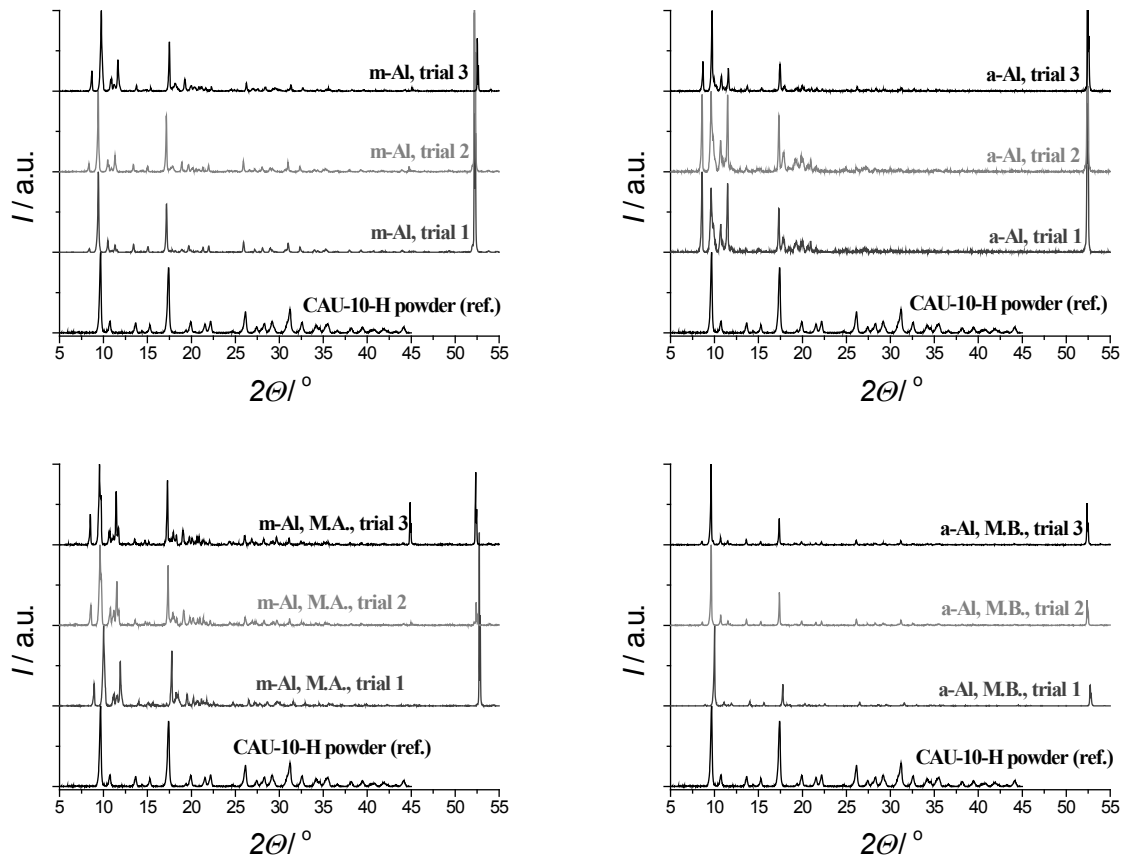 I / a.u.
m-Al, trial 3
m-Al, trial 2
m-Al, trial 1
CAU-10-H powder (ref.)
5 10 15 20 25 30 35 40 45 50 55
2Θ/ °
I / a.u.
a-Al, trial 3
a-Al, trial 2
a-Al, trial 1
CAU-10-H powder (ref.)
5 10 15 20 25 30 35 40 45 50 55
2Θ/ °
I / a.u.
m-Al, M.A., trial 3
m-Al, M.A., trial 2
m-Al, M.A., trial 1
CAU-10-H powder (ref.)
5 10 15 20 25 30 35 40 45 50 55
2Θ/ °
I / a.u.
a-Al, M.B., trial 3
a-Al, M.B., trial 2
a-Al, M.B., trial 1
CAU-10-H powder (ref.)
5 10 15 20 25 30 35 40 45 50 55
2Θ/ °